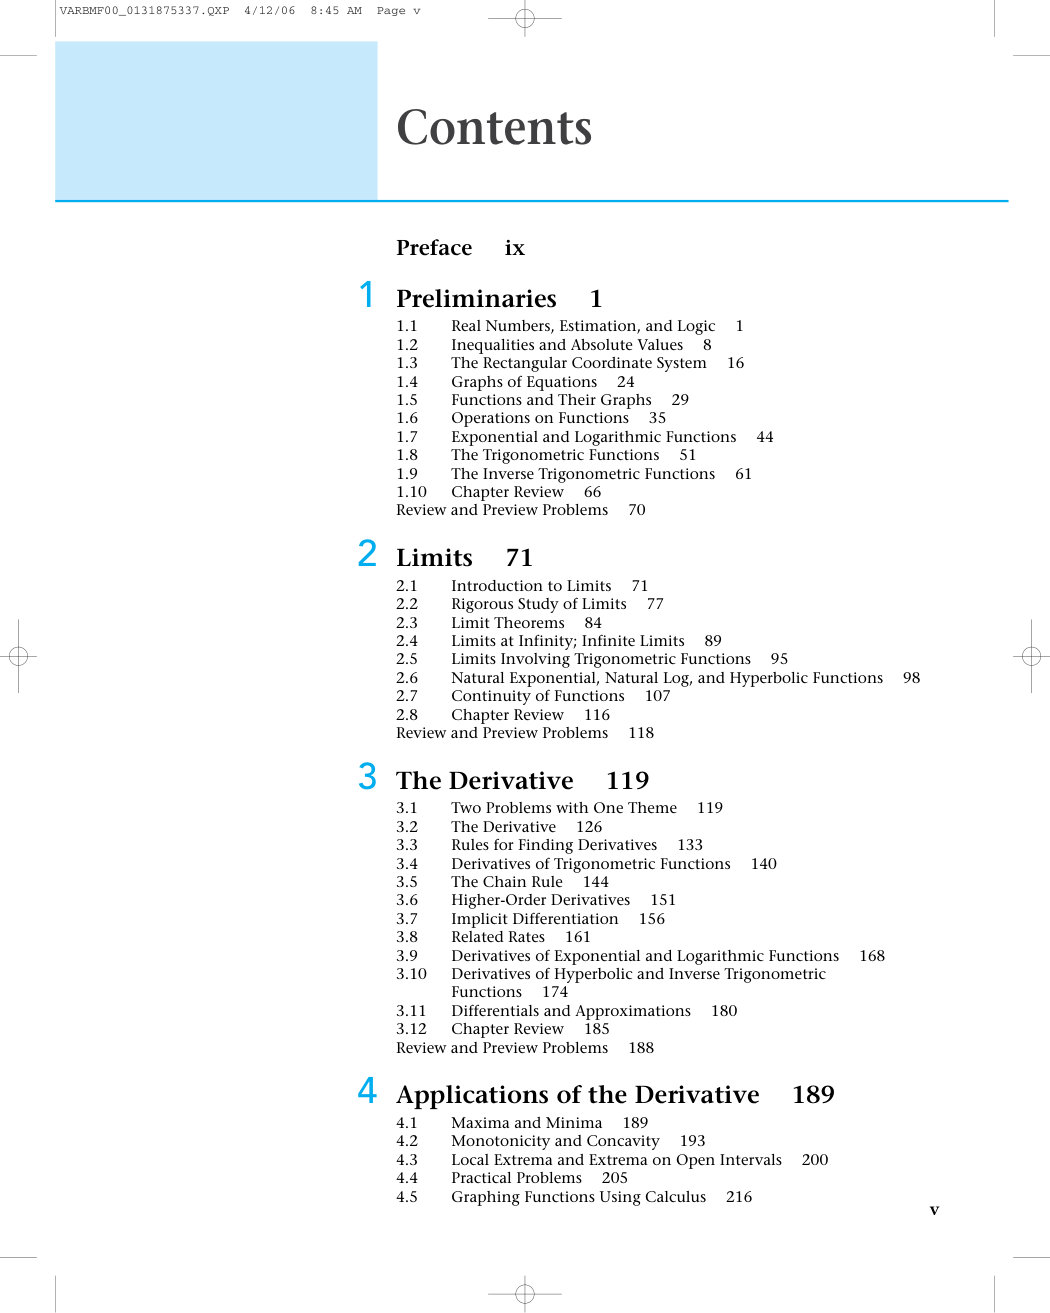 VARBMF00_0131875337.QXP 4/12/06 8:45 AM Page v
Contents
Preface ix
1 Preliminaries 1
1.1 Real Numbers, Estimation, and Logic 1
1.2 Inequalities and Absolute Values 8
1.3 The Rectangular Coordinate System 16
1.4 Graphs of Equations 24
1.5 Functions and Their Graphs 29
1.6 Operations on Functions 35
1.7 Exponential and Logarithmic Functions 44
1.8 The Trigonometric Functions 51
1.9 The Inverse Trigonometric Functions 61
1.10 Chapter Review 66
Review and Preview Problems 70
2 Limits 71
2.1 Introduction to Limits 71
2.2 Rigorous Study of Limits 77
2.3 Limit Theorems 84
2.4 Limits at Infinity; Infinite Limits 89
2.5 Limits Involving Trigonometric Functions 95
2.6 Natural Exponential, Natural Log, and Hyperbolic Functions 98
2.7 Continuity of Functions 107
2.8 Chapter Review 116
Review and Preview Problems 118
3 The Derivative 119
3.1 Two Problems with One Theme 119
3.2 The Derivative 126
3.3 Rules for Finding Derivatives 133
3.4 Derivatives of Trigonometric Functions 140
3.5 The Chain Rule 144
3.6 Higher-Order Derivatives 151
3.7 Implicit Differentiation 156
3.8 Related Rates 161
3.9 Derivatives of Exponential and Logarithmic Functions 168
3.10 Derivatives of Hyperbolic and Inverse Trigonometric
Functions 174
3.11 Differentials and Approximations 180
3.12 Chapter Review 185
Review and Preview Problems 188
4 Applications of the Derivative 189
4.1 Maxima and Minima 189
4.2 Monotonicity and Concavity 193
4.3 Local Extrema and Extrema on Open Intervals 200
4.4 Practical Problems 205
4.5 Graphing Functions Using Calculus 216
v